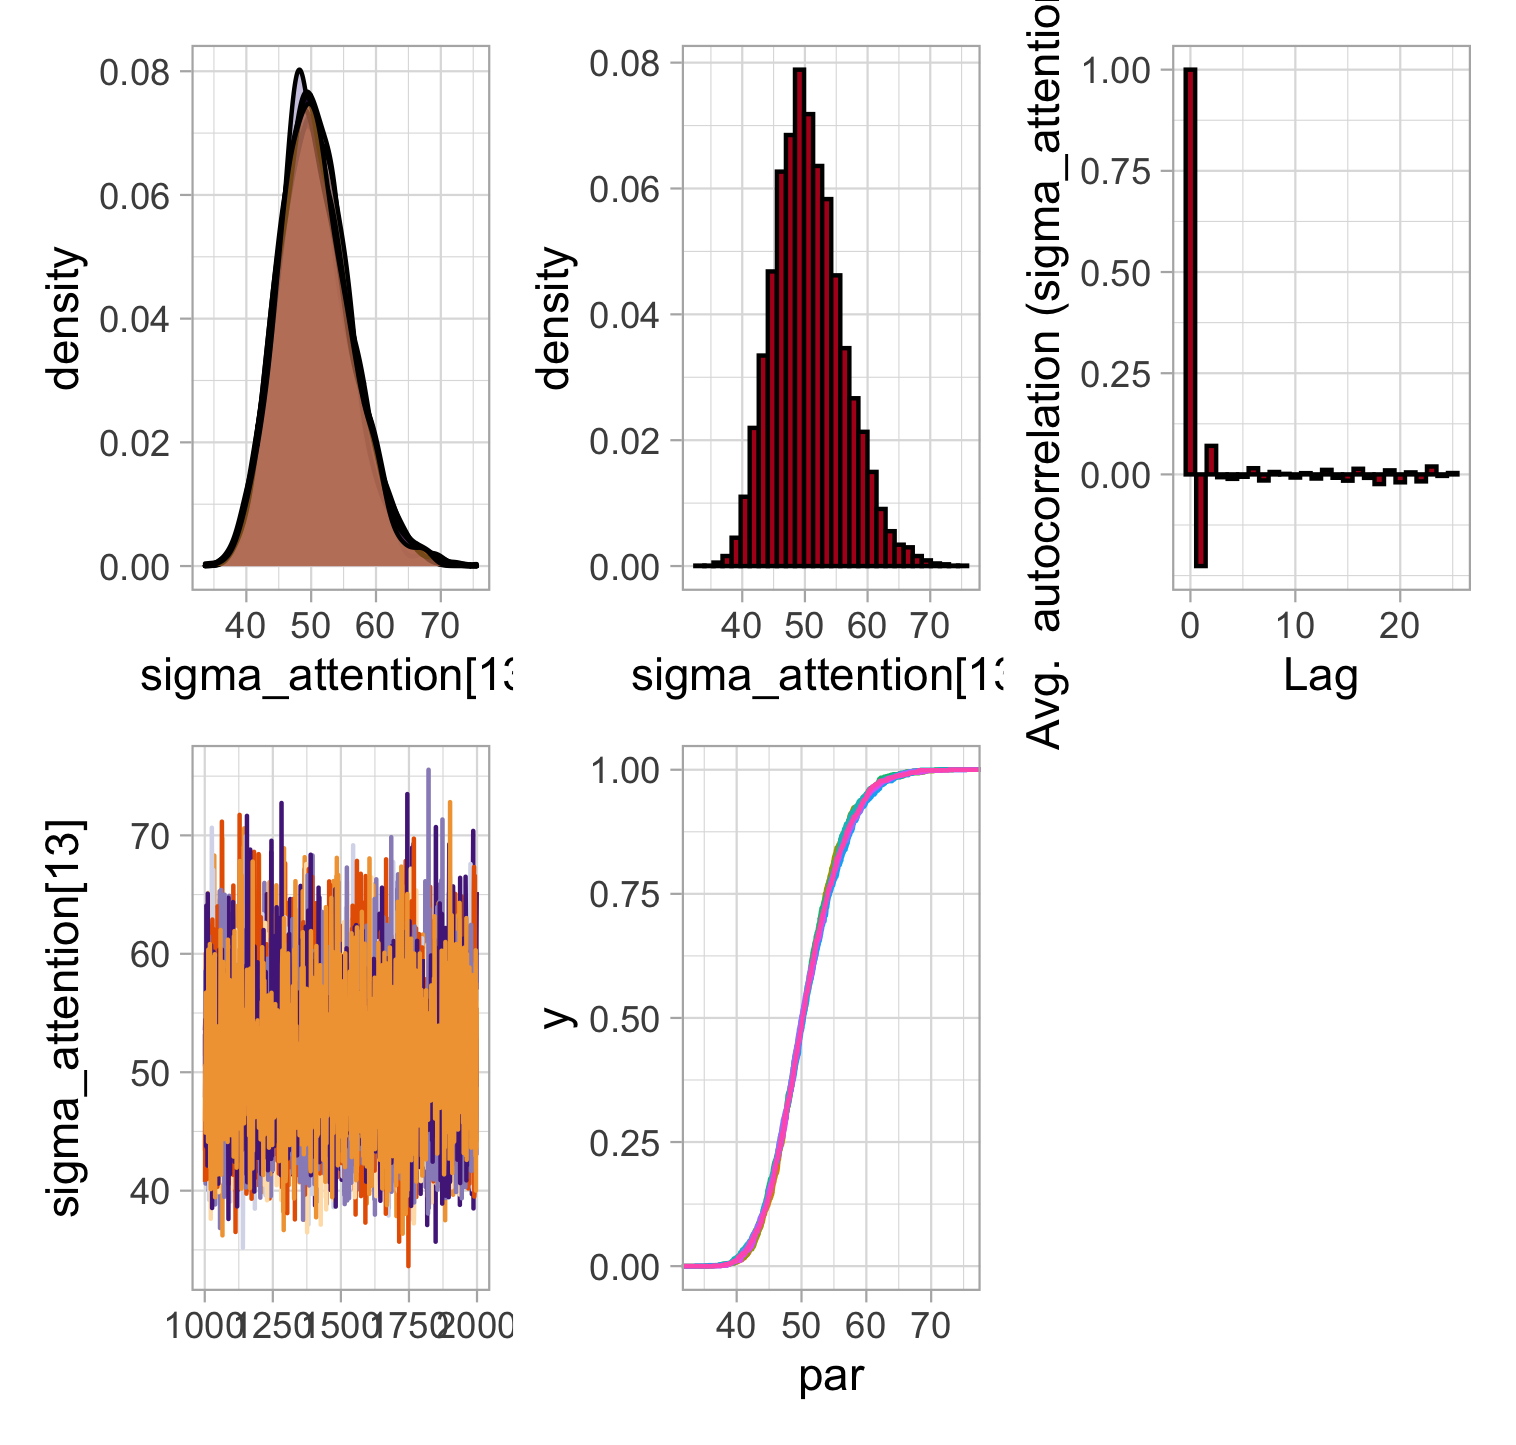 0.08
0.06
0.04
0.02
0.00
density
40 50 60 70
sigma_attention[13
0.08
0.06
0.04
0.02
0.00
density
40 50 60 70
sigma_attention[13
1.00
0.75
0.50
0.25
0.00
Avg. autocorrelation (sigma_attention
0 10 20
Lag
70
60
50
40
sigma_attention[13]
1000 1250 1500 1750 2000
1.00
0.75
0.50
0.25
0.00
y
40 50 60 70
par